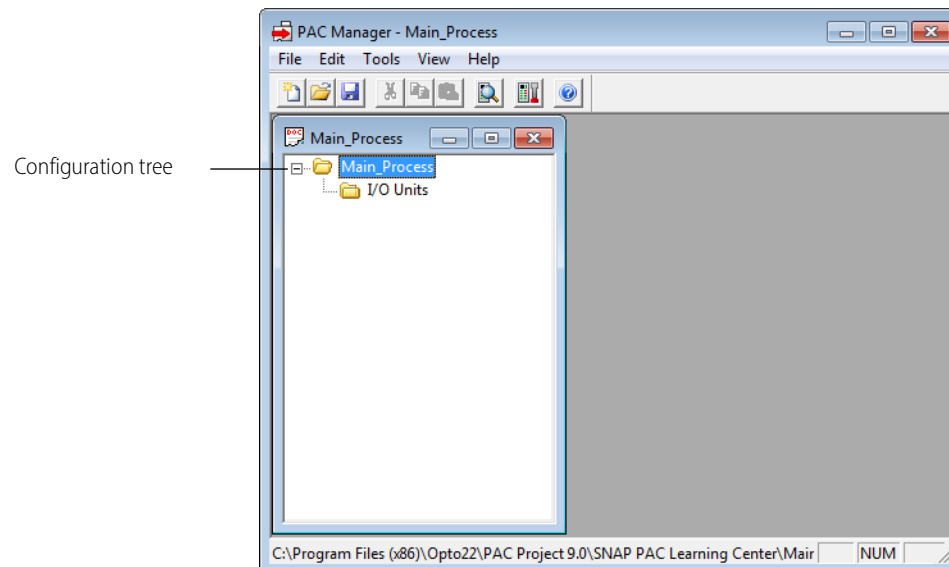 PAC Manager - Main_Process
File Edit Tools View Help
DOC
Main_Process
Configuration tree
Main_Process
I/O Units
C:\Program Files (x86)\Opto22\PAC Project 9.0\SNAP PAC Learning Center\Mair
NUM